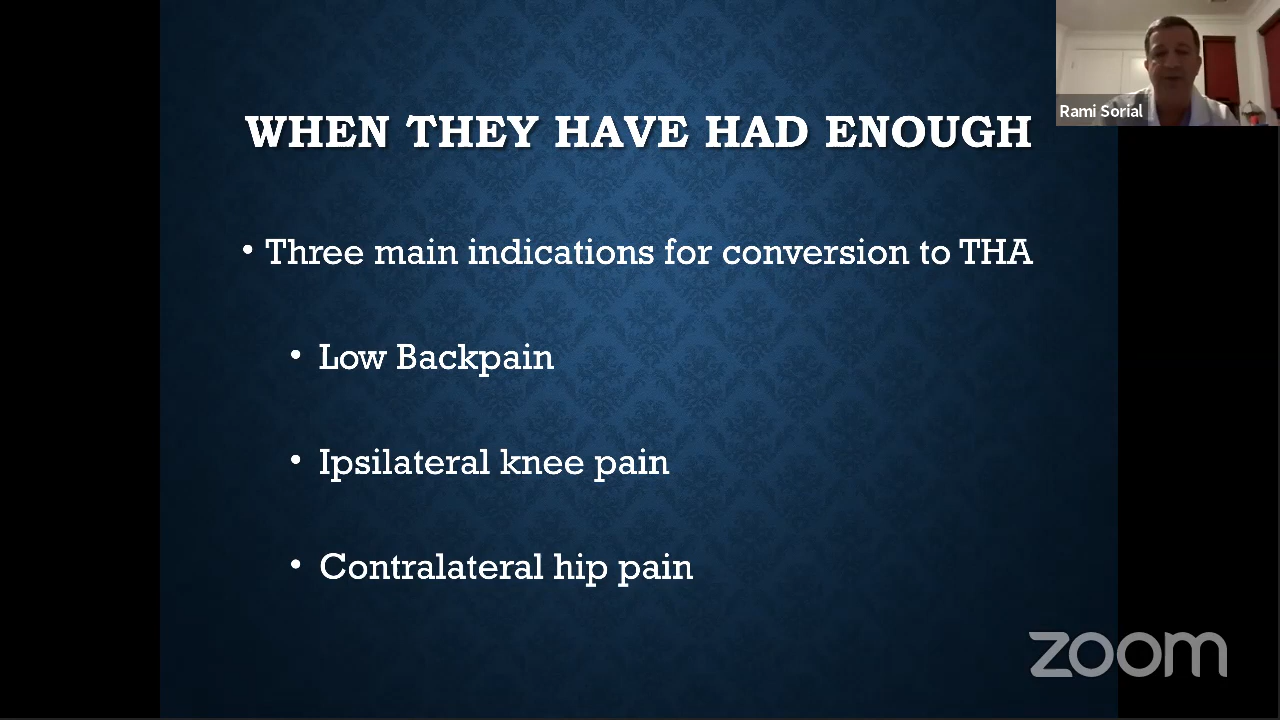 WHEN THEY HAVE HAD ENOUGH
Rami Sorial
• Three main indications for conversion to THA
• Low Backpain
• Ipsilateral knee pain
• Contralateral hip pain
zoom